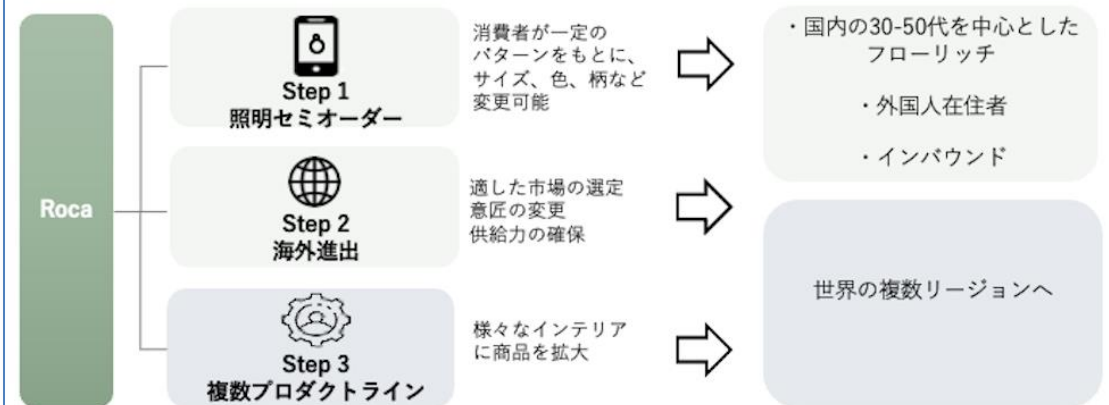 Roca
Step 1
照明セミオーダー
消費者が一定の
パターンをもとに、
サイズ、色、柄など
変更可能
・国内の30-50代を中心とした
フローリッチ
・外国人在住者
・インバウンド
Step 2
海外進出
適した市場の選定
意匠の変更
供給力の確保
世界の複数リージョンへ
Step 3
複数プロダクトライン
様々なインテリア
に商品を拡大